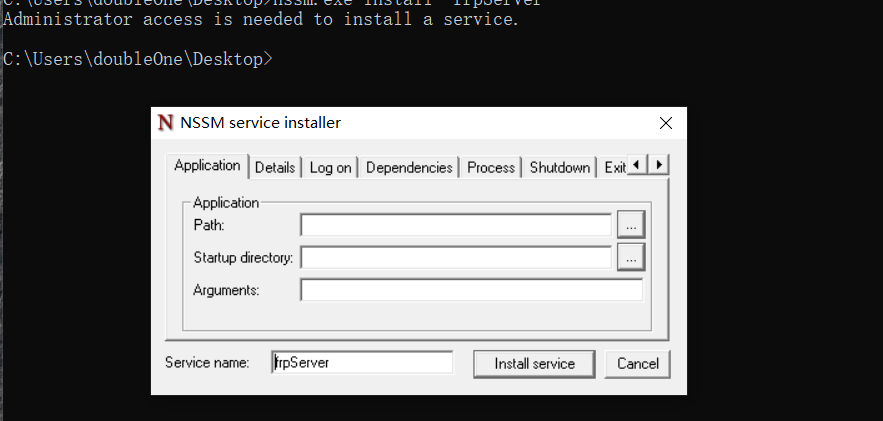 C:\Users\doubleOne\Desktop>nssm.exe install frpServer
Administrator access is needed to install a service.
C:\Users\doubleOne\Desktop>
N NSSM service installer
Application Details Log on Dependencies Process Shutdown Exit
Application
Path:
...
Startup directory:
...
Arguments:
Service name: frpServer Install service Cancel